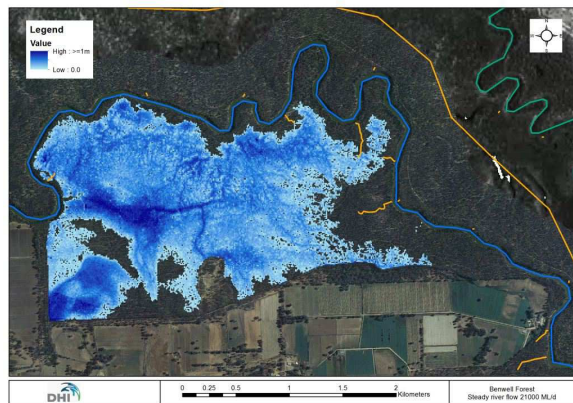 Legend
Value
High : >=1m
Low : 0.0
N
DHI
0 0.25 0.5 1 1.5 2
Kilometers
Benwell Forest
Steady river flow 21000 ML/d